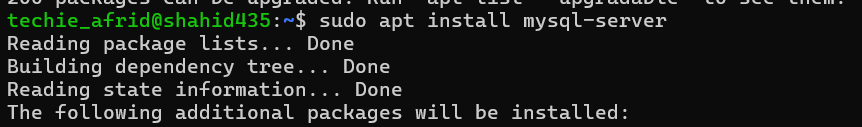 200 packages can be upgraded. Run 'apt list --upgradable' to see them.
techie_afrid@shahid435:~$ sudo apt install mysql-server
Reading package lists... Done
Building dependency tree... Done
Reading state information... Done
The following additional packages will be installed: